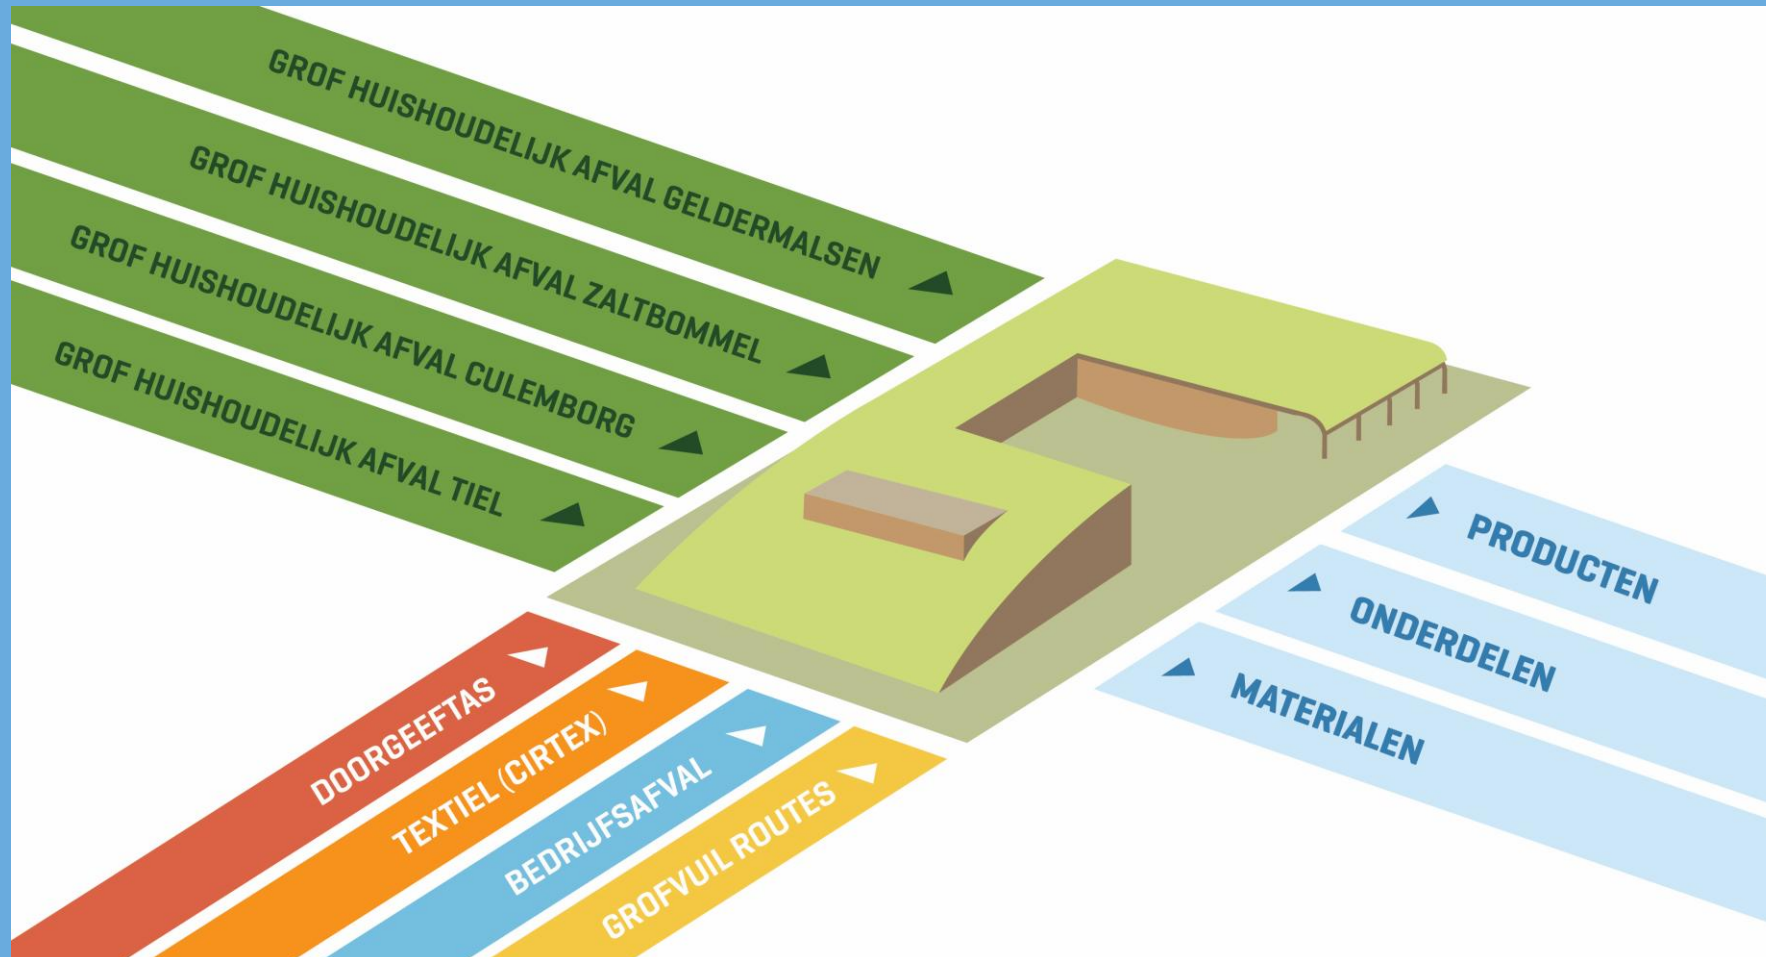 GROF HUISHOUDELIJK AFVAL GELDERMALSEN
GROF HUISHOUDELIJK AFVAL ZALTBOMMEL
GROF HUISHOUDELIJK AFVAL CULEMBORG
GROF HUISHOUDELIJK AFVAL TIEL
DOORGEEFTAS
TEXTIEL (CIRTEX)
BEDRIJFSAFVAL
GROFVUIL ROUTES
PRODUCTEN
ONDERDELEN
MATERIALEN